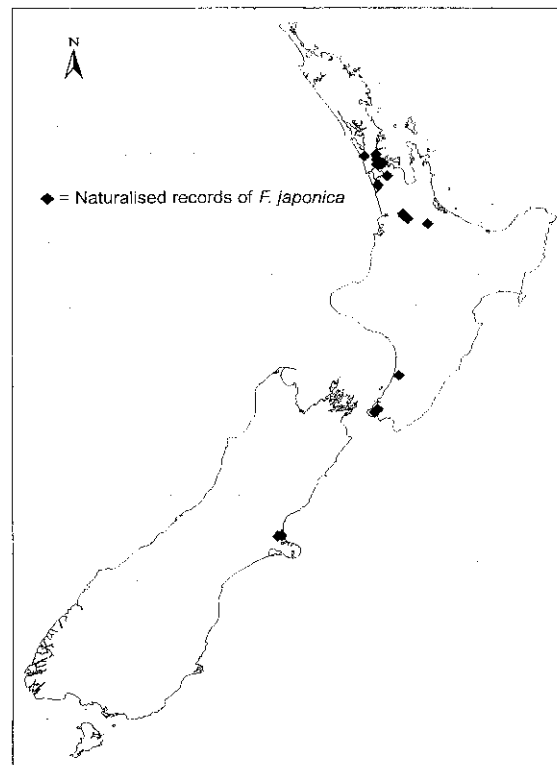 N
◆ = Naturalised records of F. japonica